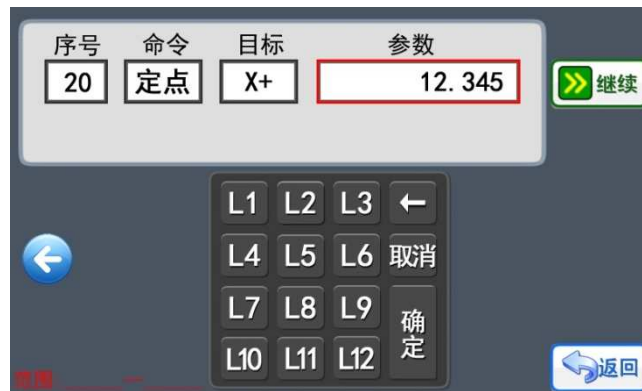 序号 命令 目标 参数
20 定点 X+ 12.345
继续
L1 L2 L3 ←
L4 L5 L6 取消
L7 L8 L9 确定
L10 L11 L12
返回